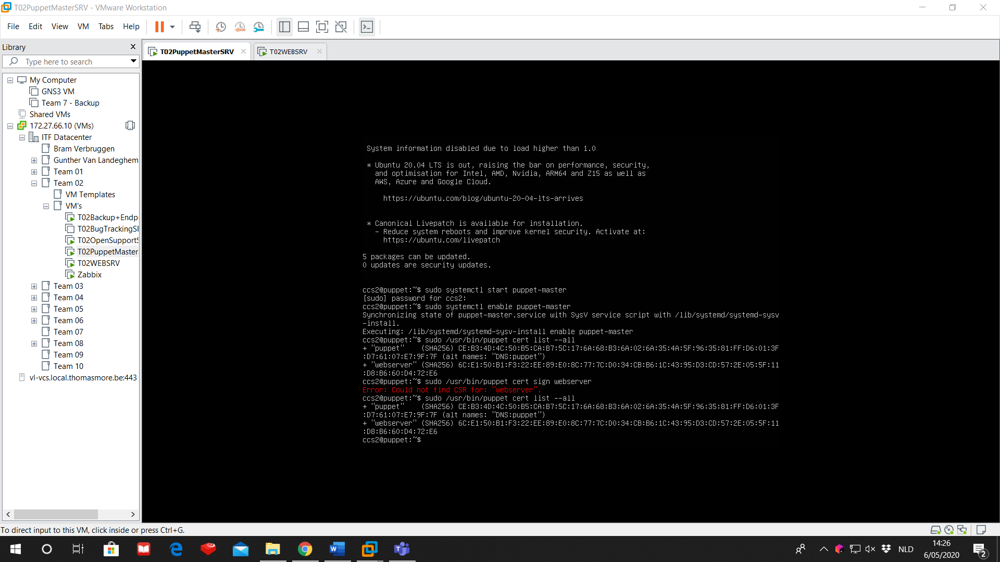 T02PuppetMasterSRV - VMware Workstation
File Edit View VM Tabs Help
Library
Type here to search
My Computer
GNS3 VM
Team 7 - Backup
Shared VMs
172.27.66.10 (VMs)
ITF Datacenter
Bram Verbruggen
Gunther Van Landeghem
Team 01
Team 02
VM Templates
VM's
T02Backup+Endp
T02BugTrackingS
T02OpenSupportS
T02PuppetMaster
T02WEBSRV
Zabbix
Team 03
Team 04
Team 05
Team 06
Team 07
Team 08
Team 09
Team 10
vl-vcs.local.thomasmore.be:443
T02PuppetMasterSRV
T02WEBSRV
System information disabled due to load higher than 1.0
* Ubuntu 20.04 LTS is out, raising the bar on performance, security,
and optimisation for Intel, AMD, Nvidia, ARM64 and Z15 as well as
AWS, Azure and Google Cloud.
https://ubuntu.com/blog/ubuntu-20-04-lts-arrives
* Canonical Livepatch is available for installation.
- Reduce system reboots and improve kernel security. Activate at:
https://ubuntu.com/livepatch
5 packages can be updated.
0 updates are security updates.
ccs2@puppet:~$ sudo systemctl start puppet-master
[sudo] password for ccs2:
ccs2@puppet:~$ sudo systemctl enable puppet-master
Synchronizing state of puppet-master.service with SysV service script with /lib/systemd/systemd-sysv
-install.
Executing: /lib/systemd/systemd-sysv-install enable puppet-master
ccs2@puppet:~$ sudo /usr/bin/puppet cert list --all
+ "puppet" (SHA256) CE:B3:4D:4C:50:B5:CA:B7:5C:17:6A:68:B3:6A:02:6A:35:4A:5F:96:35:81:FF:D6:01:3F
:D7:61:07:E7:9F:7F (alt names: "DNS:puppet")
+ "webserver" (SHA256) 6C:E1:50:B1:F3:22:EE:89:E0:8C:77:7C:D0:34:CB:B6:1C:43:95:D3:CD:57:2E:05:5F:11
:D8:B6:60:D4:72:E6
ccs2@puppet:~$ sudo /usr/bin/puppet cert sign webserver
Error: Could not find CSR for: "webserver".
ccs2@puppet:~$ sudo /usr/bin/puppet cert list --all
+ "puppet" (SHA256) CE:B3:4D:4C:50:B5:CA:B7:5C:17:6A:68:B3:6A:02:6A:35:4A:5F:96:35:81:FF:D6:01:3F
:D7:61:07:E7:9F:7F (alt names: "DNS:puppet")
+ "webserver" (SHA256) 6C:E1:50:B1:F3:22:EE:89:E0:8C:77:7C:D0:34:CB:B6:1C:43:95:D3:CD:57:2E:05:5F:11
:D8:B6:60:D4:72:E6
ccs2@puppet:~$
To direct input to this VM, click inside or press Ctrl+G.
NLD
14:26
6/05/2020
2